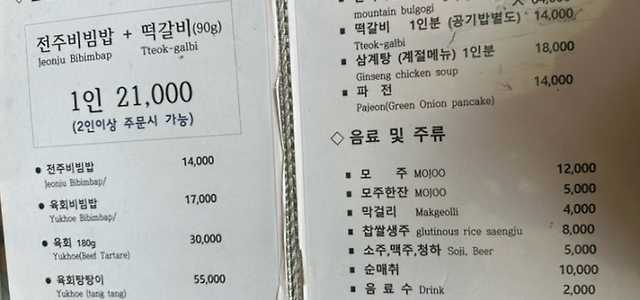 전주비빔밥 + 떡갈비(90g)
Jeonju Bibimbap Tteok-galbi
1인 21,000
(2인이상 주문시 가능)
● 전주비빔밥 14,000
Jeonju Bibimbap/
● 육회비빔밥 17,000
Yukhoe Bibimbap/
● 육회 180g 30,000
Yukhoe(Beef Tartare)
● 육회탕탕이 55,000
Yukhoe (tang tang)
mountain bulgogi
■ 떡갈비 1인분 (공기밥별도) 14,000
Tteok-galbi
■ 삼계탕 (계절메뉴) 1인분 18,000
Ginseng chicken soup
■ 파 전 14,000
Pajeon(Green Onion pancake)
◇ 음료 및 주류
■ 모 주 MOJOO 12,000
■ 모주한잔 MOJOO 5,000
■ 막걸리 Makgeolli 4,000
■ 찹쌀생주 glutinous rice saengju 8,000
■ 소주,맥주,청하 Soji, Beer 5,000
■ 순매취 10,000
■ 음 료 수 Drink 2,000